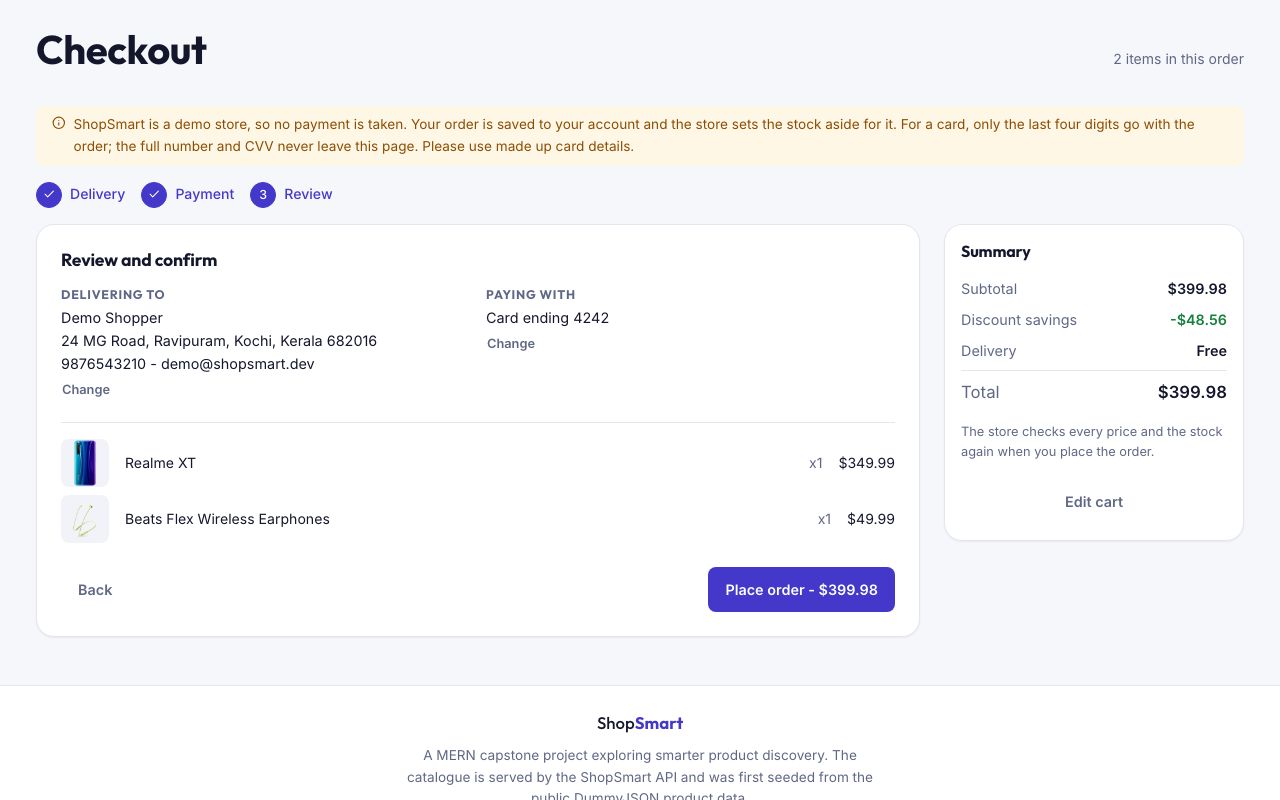 Checkout
2 items in this order
ShopSmart is a demo store, so no payment is taken. Your order is saved to your account and the store sets the stock aside for it. For a card, only the last four digits go with the
order; the full number and CVV never leave this page. Please use made up card details.
Delivery
Payment
3 Review
Review and confirm
DELIVERING TO
Demo Shopper
24 MG Road, Ravipuram, Kochi, Kerala 682016
9876543210 - demo@shopsmart.dev
Change
PAYING WITH
Card ending 4242
Change
Realme XT x1 $349.99
Beats Flex Wireless Earphones x1 $49.99
Back
Place order - $399.98
Summary
Subtotal $399.98
Discount savings -$48.56
Delivery Free
Total $399.98
The store checks every price and the stock
again when you place the order.
Edit cart
ShopSmart
A MERN capstone project exploring smarter product discovery. The
catalogue is served by the ShopSmart API and was first seeded from the
public DummyJSON product data.